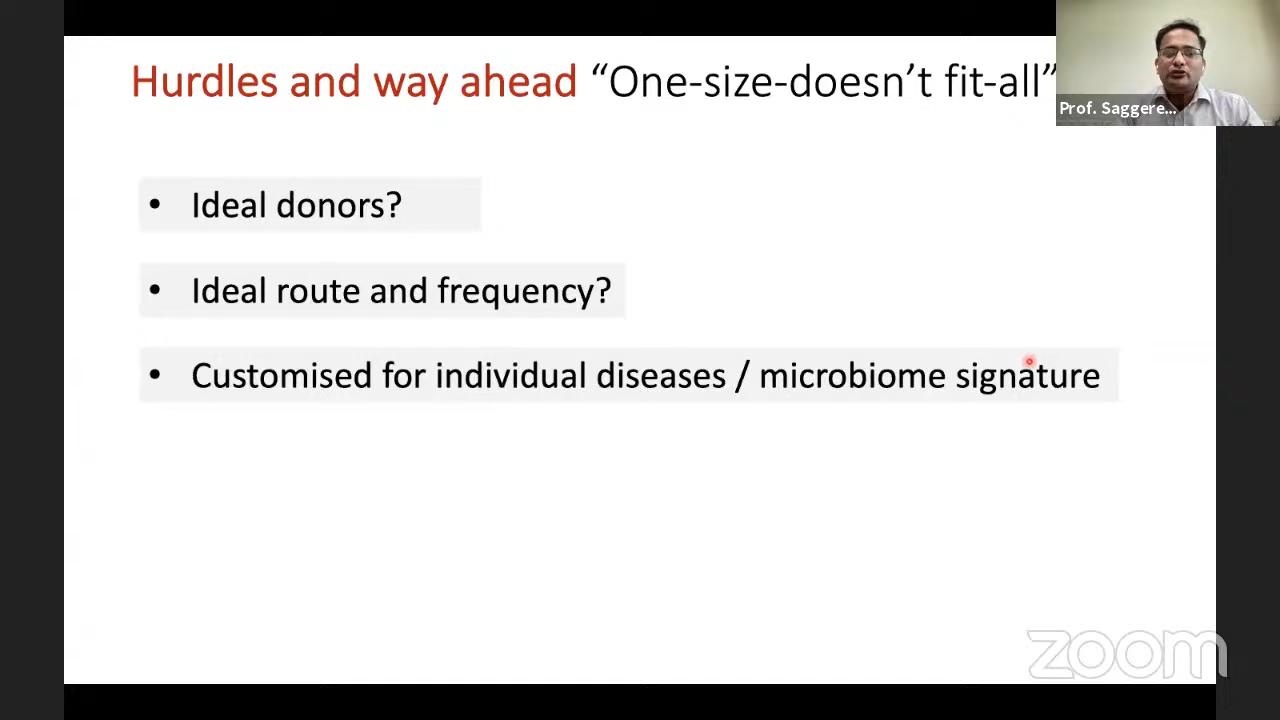 Hurdles and way ahead “One-size-doesn’t fit-all”
Prof. Saggere...
• Ideal donors?
• Ideal route and frequency?
• Customised for individual diseases / microbiome signature
zoom